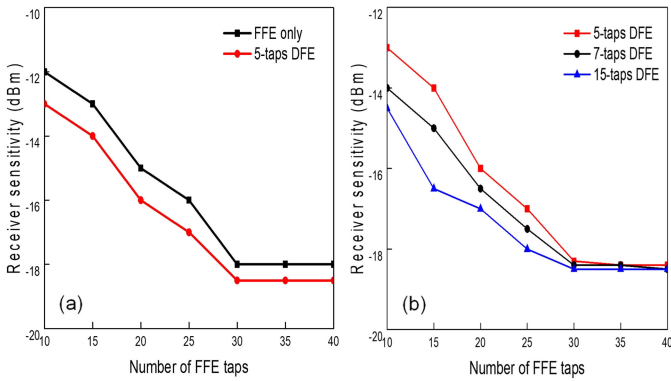 -10
-12
-14
-16
-18
-20
Receiver sensitivity (dBm)
FFE only
5-taps DFE
(a)
10 15 20 25 30 35 40
Number of FFE taps
-12
-14
-16
-18
-20
Receiver sensitivity (dBm)
5-taps DFE
7-taps DFE
15-taps DFE
(b)
10 15 20 25 30 35 40
Number of FFE taps